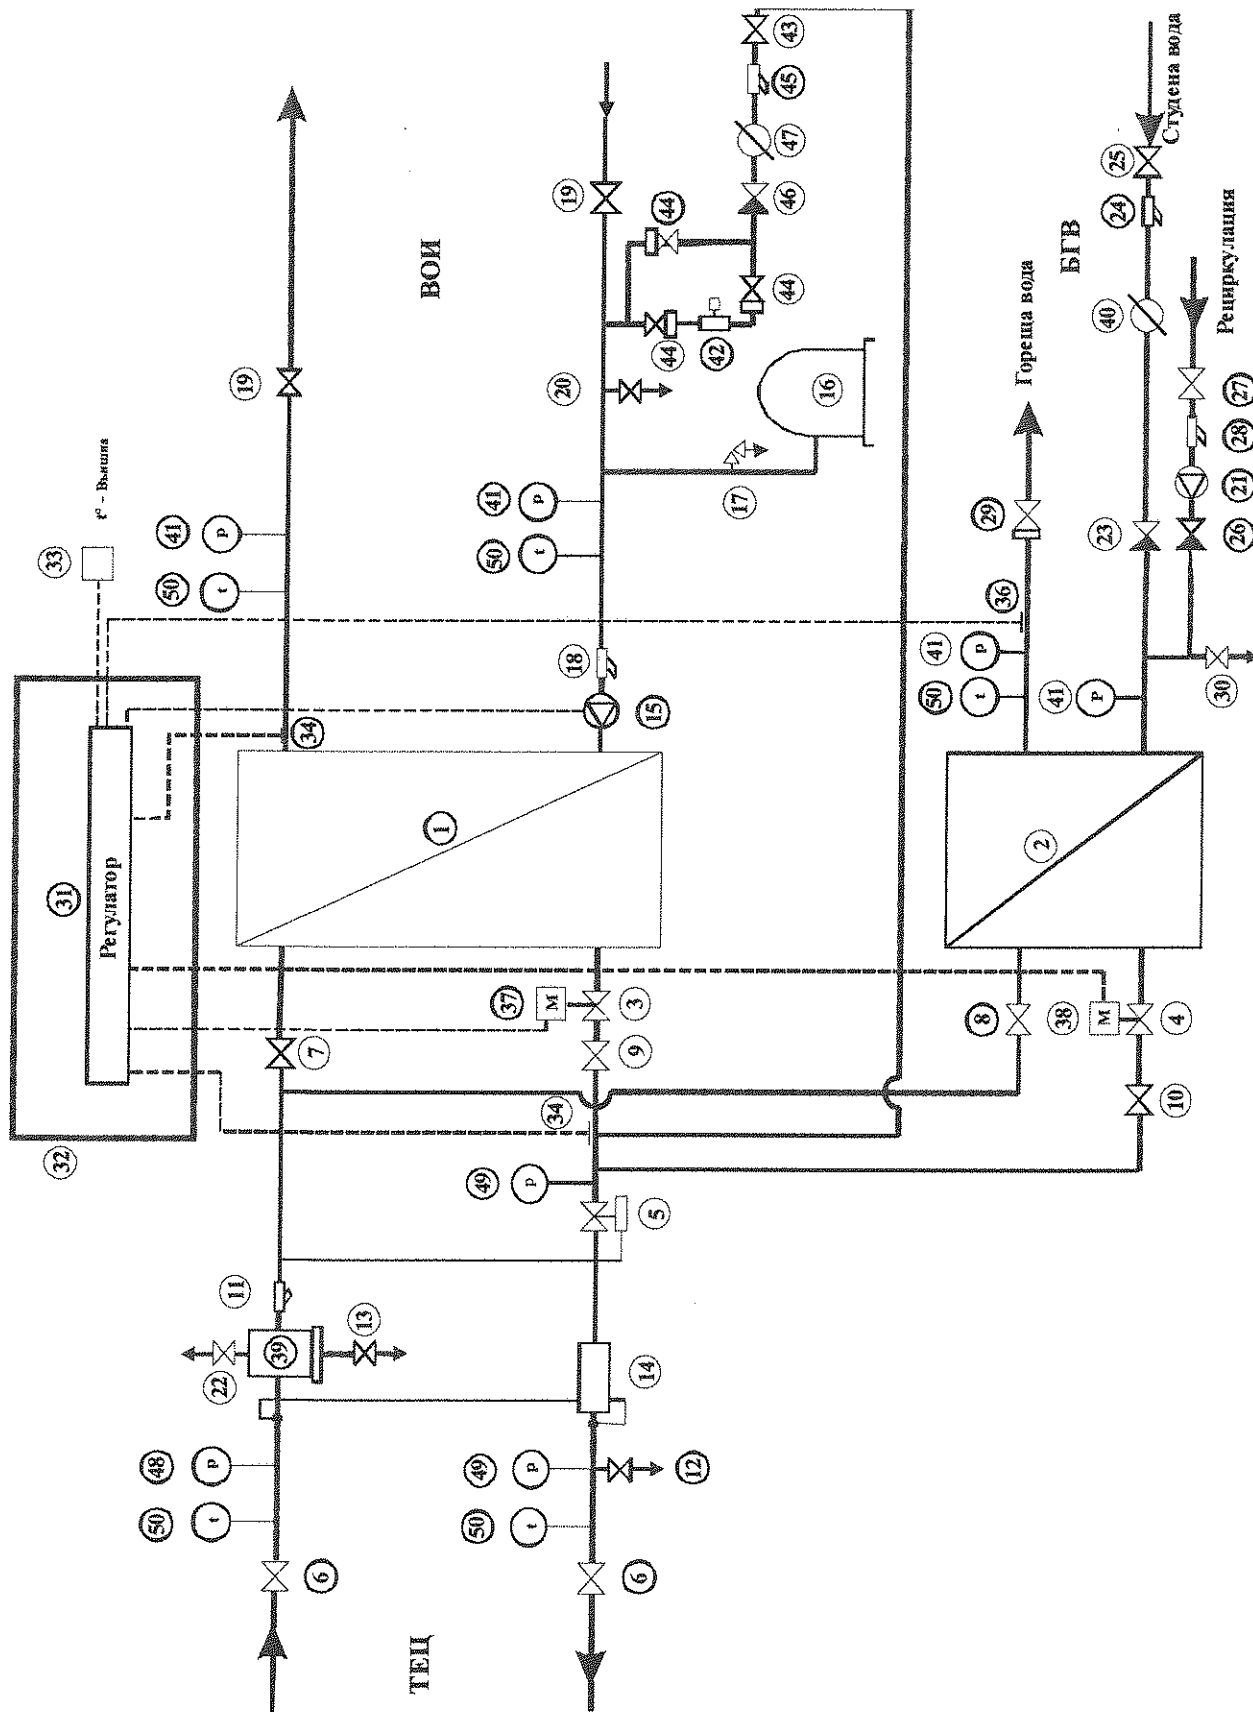 32
31
33
t° - Външна
Регулатор
50
48
50
41
t
p
t
p
22
11
19
39
6
13
7
34
ТЕЦ
1
ВОИ
50
49
49
37
50
41
t
p
p
M
t
p
34
18
20
19
6
14
5
9
3
15
12
44
44
42
17
16
44
46
47
45
43
8
50
41
36
29
t
p
Гореща вода
2
38
41
M
P
БГВ
10
4
23
40
24
25
Студена вода
30
26
21
28
27
Рециркулация